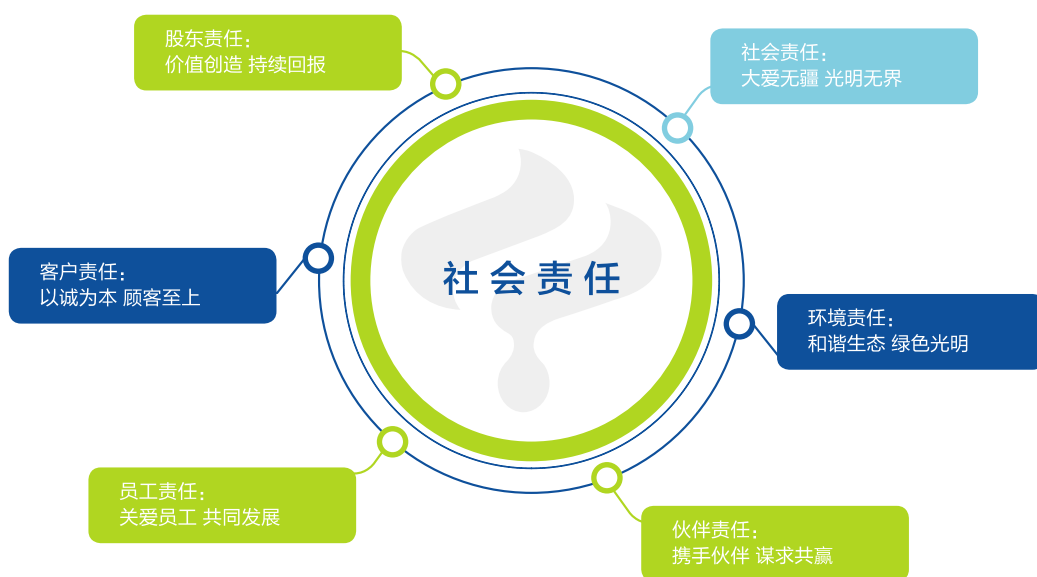 股东责任:
价值创造 持续回报
社会责任:
大爱无疆 光明无界
客户责任:
以诚为本 顾客至上
社会责任
环境责任:
和谐生态 绿色光明
员工责任:
关爱员工 共同发展
伙伴责任:
携手伙伴 谋求共赢